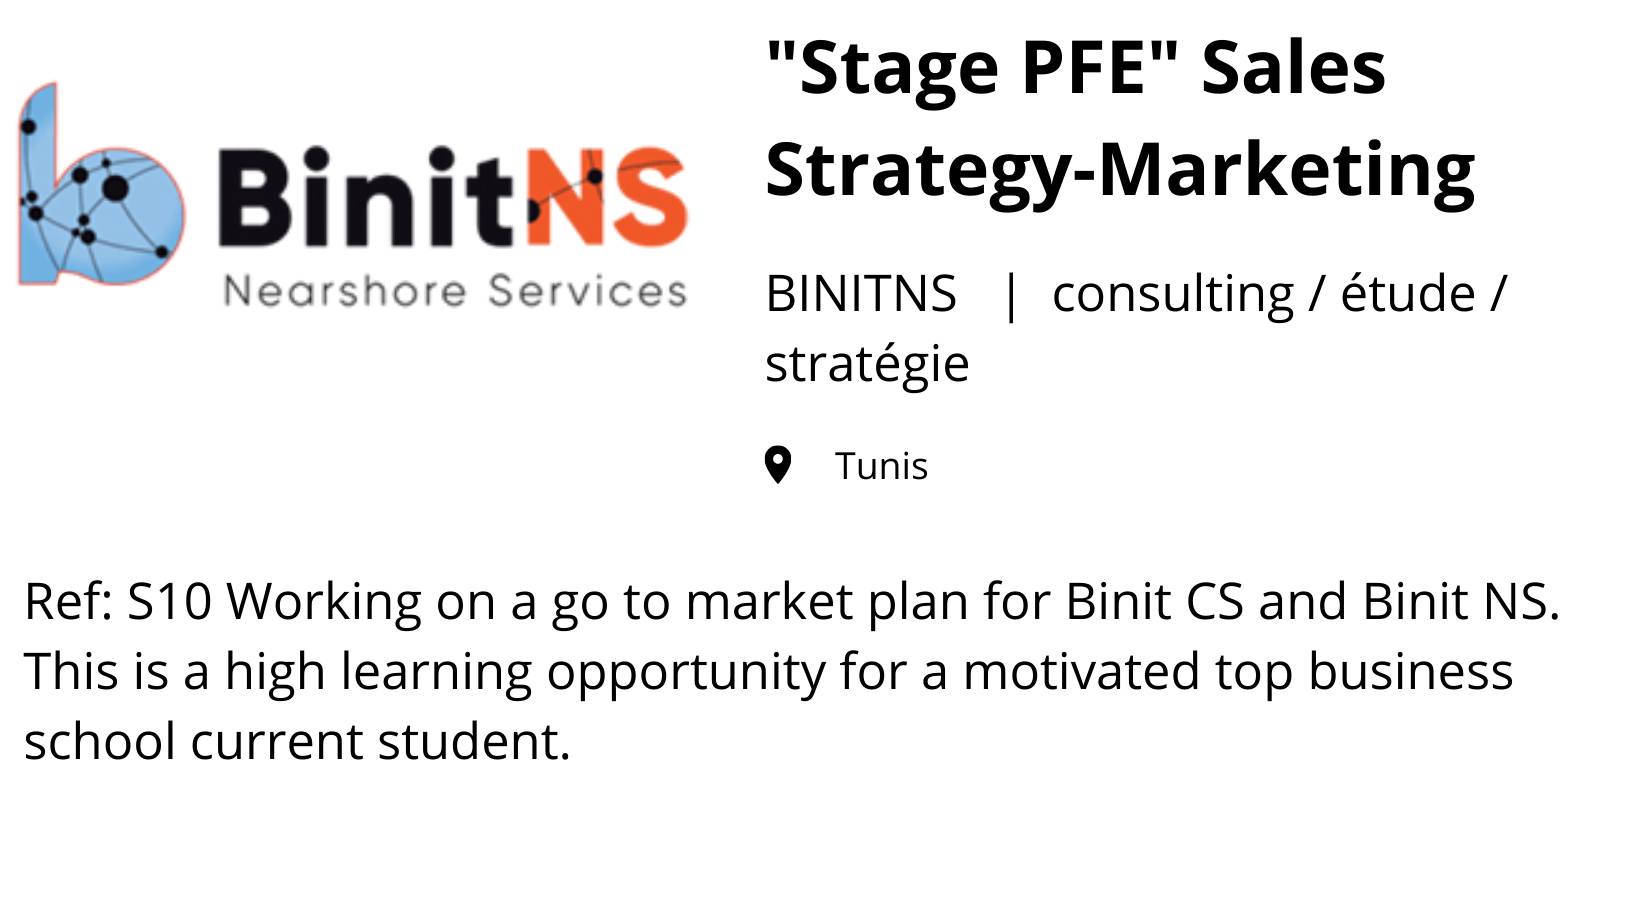 BinitNS
Nearshore Services
"Stage PFE" Sales
Strategy-Marketing
BINITNS | consulting / étude /
stratégie
Tunis
Ref: S10 Working on a go to market plan for Binit CS and Binit NS.
This is a high learning opportunity for a motivated top business
school current student.